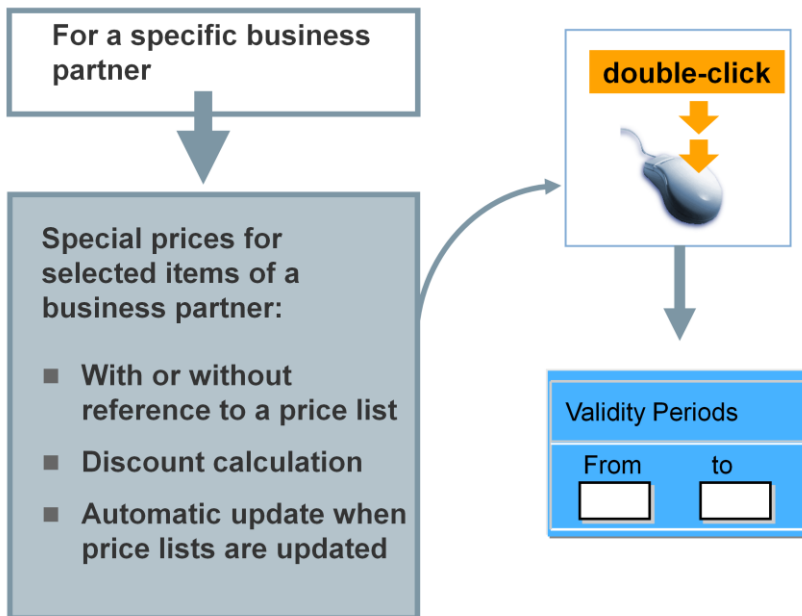 For a specific business
partner
Special prices for
selected items of a
business partner:
With or without
reference to a price list
Discount calculation
Automatic update when
price lists are updated
double-click
Validity Periods
From to